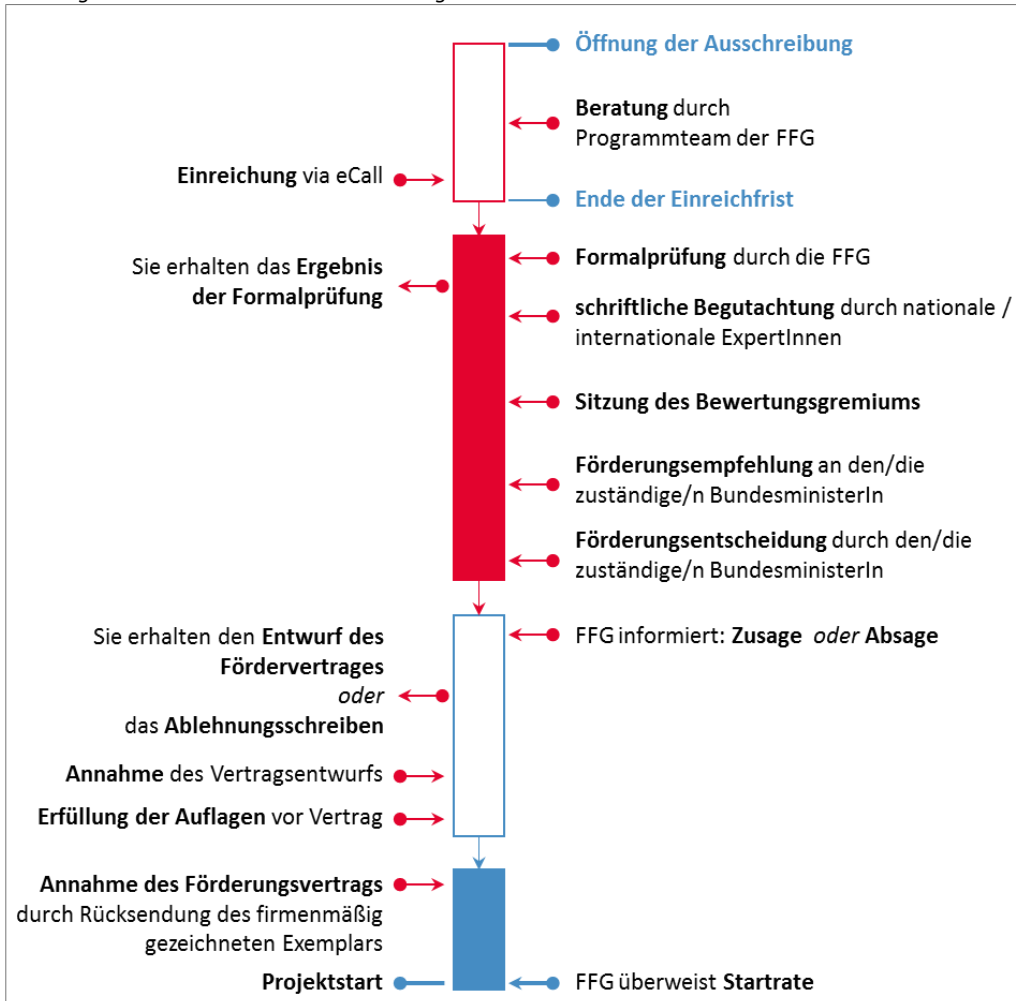 Öffnung der Ausschreibung
Beratung durch
Programmteam der FFG
Einreichung via eCall
Ende der Einreichfrist
Formalprüfung durch die FFG
Sie erhalten das Ergebnis
der Formalprüfung
schriftliche Begutachtung durch nationale /
internationale ExpertInnen
Sitzung des Bewertungsgremiums
Förderungsempfehlung an den/die
zuständige/n BundesministerIn
Förderungsentscheidung durch den/die
zuständige/n BundesministerIn
FFG informiert: Zusage oder Absage
Sie erhalten den Entwurf des
Fördervertrages
oder
das Ablehnungsschreiben
Annahme des Vertragsentwurfs
Erfüllung der Auflagen vor Vertrag
Annahme des Förderungsvertrags
durch Rücksendung des firmenmäßig
gezeichneten Exemplars
Projektstart
FFG überweist Startrate